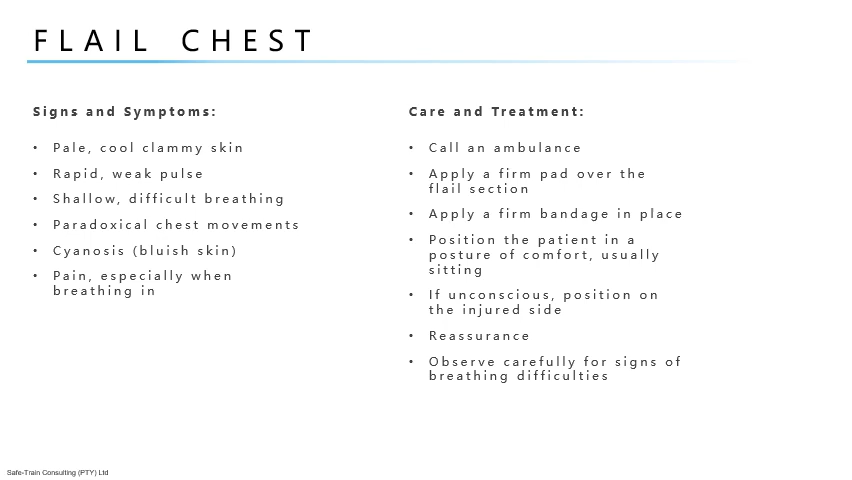 FLAIL CHEST
Signs and Symptoms:
• Pale, cool clammy skin
• Rapid, weak pulse
• Shallow, difficult breathing
• Paradoxical chest movements
• Cyanosis (bluish skin)
• Pain, especially when
breathing in
Care and Treatment:
• Call an ambulance
• Apply a firm pad over the
flail section
• Apply a firm bandage in place
• Position the patient in a
posture of comfort, usually
sitting
• If unconscious, position on
the injured side
• Reassurance
• Observe carefully for signs of
breathing difficulties
Safe-Train Consulting (PTY) Ltd